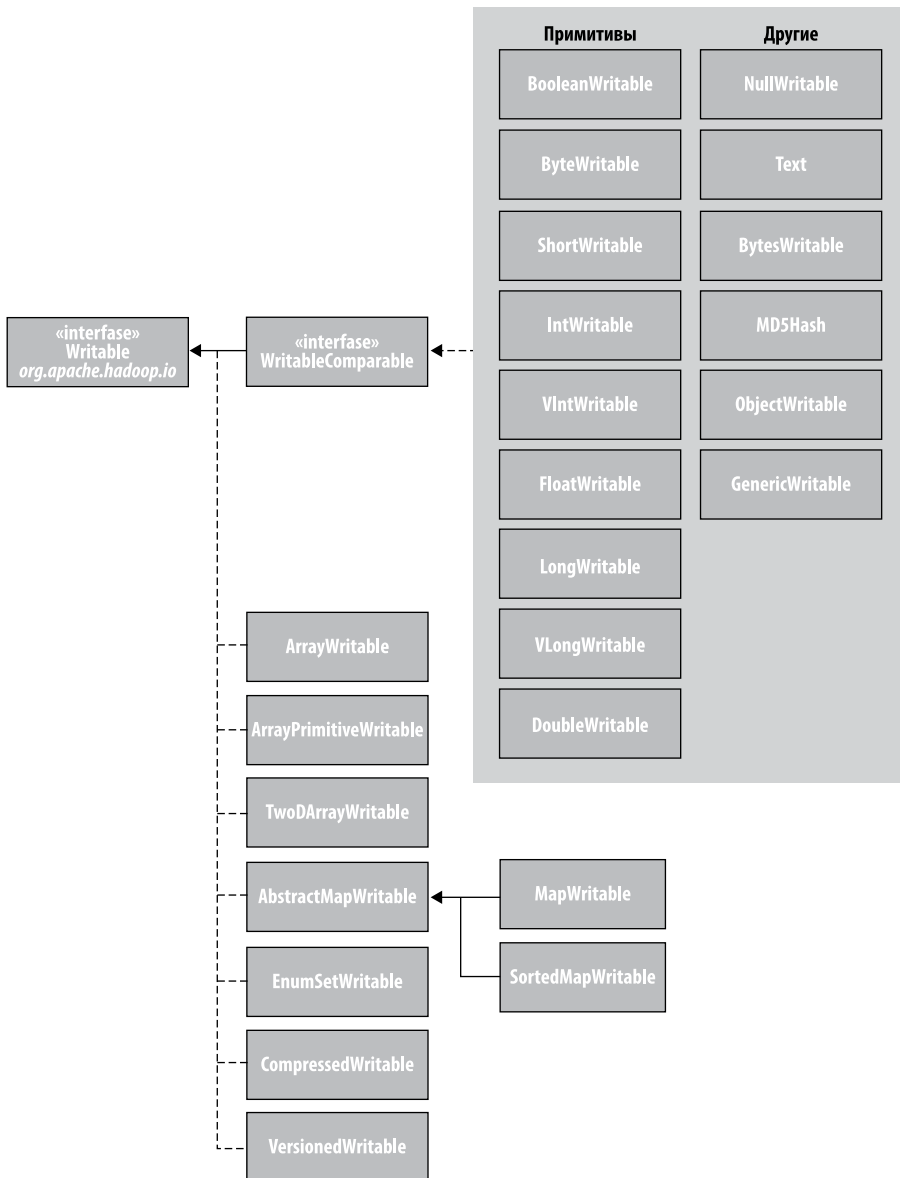 Примитивы
Другие
BooleanWritable
NullWritable
ByteWritable
Text
ShortWritable
BytesWritable
«interfase»
Writable
org.apache.hadoop.io
«interfase»
WritableComparable
IntWritable
MD5Hash
VIntWritable
ObjectWritable
FloatWritable
GenericWritable
LongWritable
ArrayWritable
VLongWritable
ArrayPrimitiveWritable
DoubleWritable
TwoDArrayWritable
AbstractMapWritable
MapWritable
EnumSetWritable
SortedMapWritable
CompressedWritable
VersionedWritable